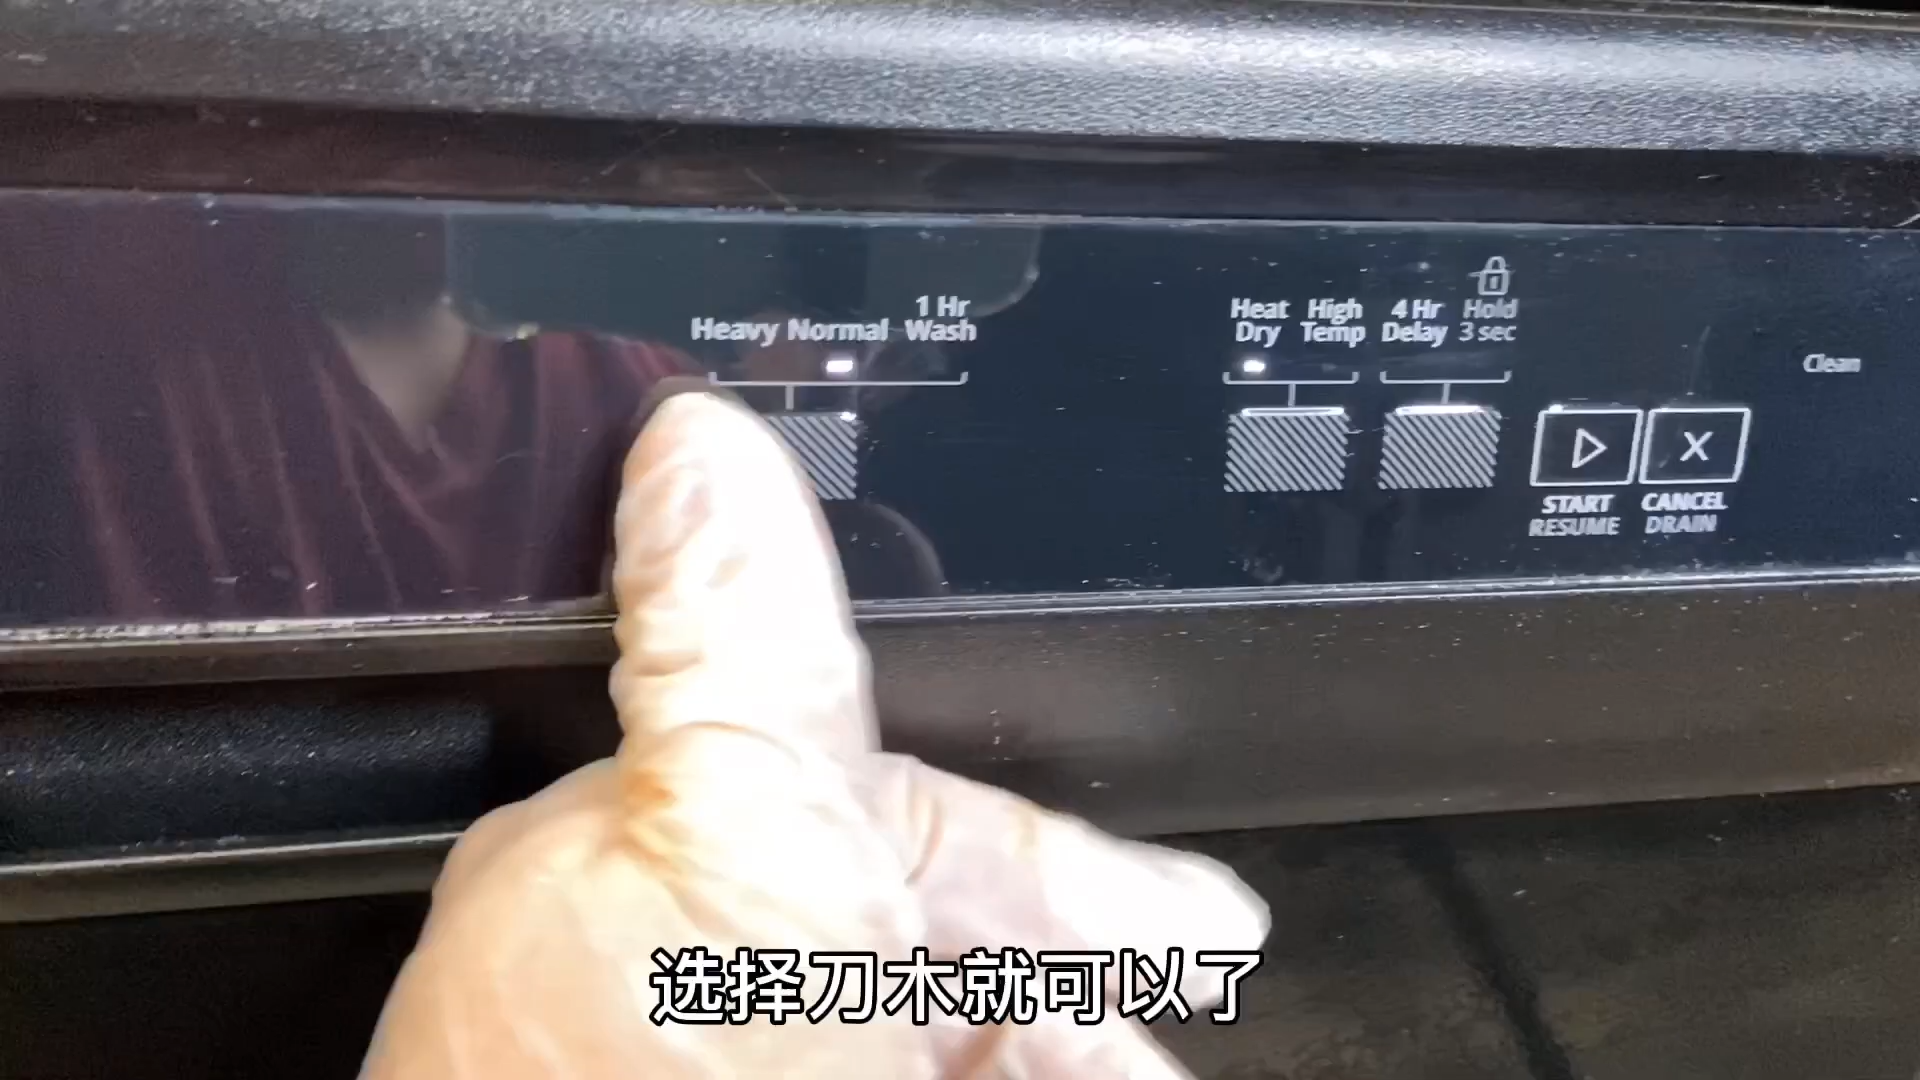 1 Hr
Heavy Normal Wash
Heat High 4 Hr Hold
Dry Temp Delay 3 sec
Clean
START CANCEL
RESUME DRAIN
选择刀木就可以了